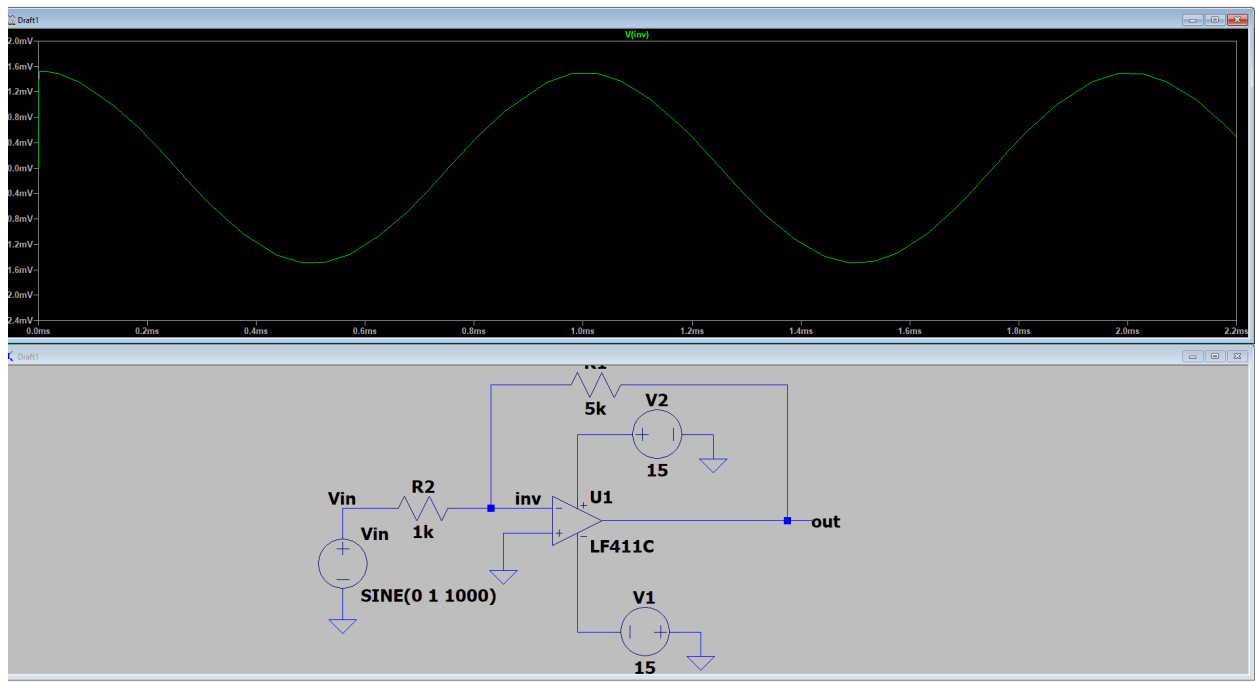 Draft1
V(inv)
2.0mV
1.6mV
1.2mV
0.8mV
0.4mV
0.0mV
0.4mV
0.8mV
1.2mV
1.6mV
2.0mV
2.4mV
0.0ms 0.2ms 0.4ms 0.6ms 0.8ms 1.0ms 1.2ms 1.4ms 1.6ms 1.8ms 2.0ms 2.2ms
Draft1
R1
5k
V2
15
R2
Vin
inv
U1
1k
Vin
out
LF411C
SINE(0 1 1000)
V1
15